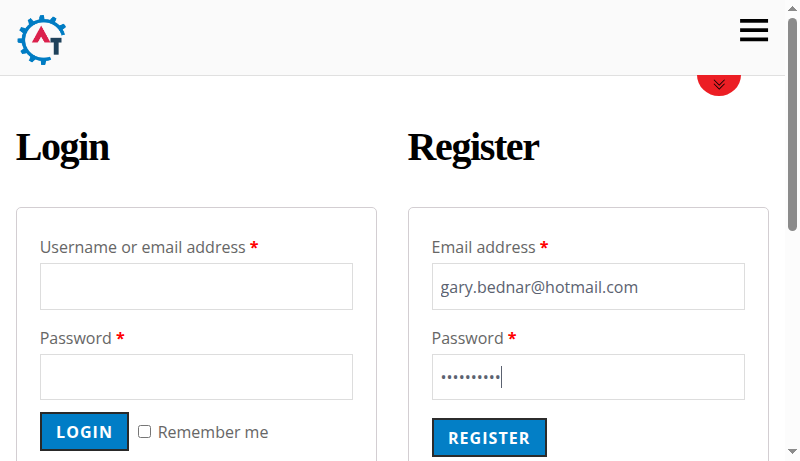 AT
Login
Username or email address *
Password *
LOGIN
Remember me
Register
Email address *
gary.bednar@hotmail.com
Password *
••••••••••
REGISTER